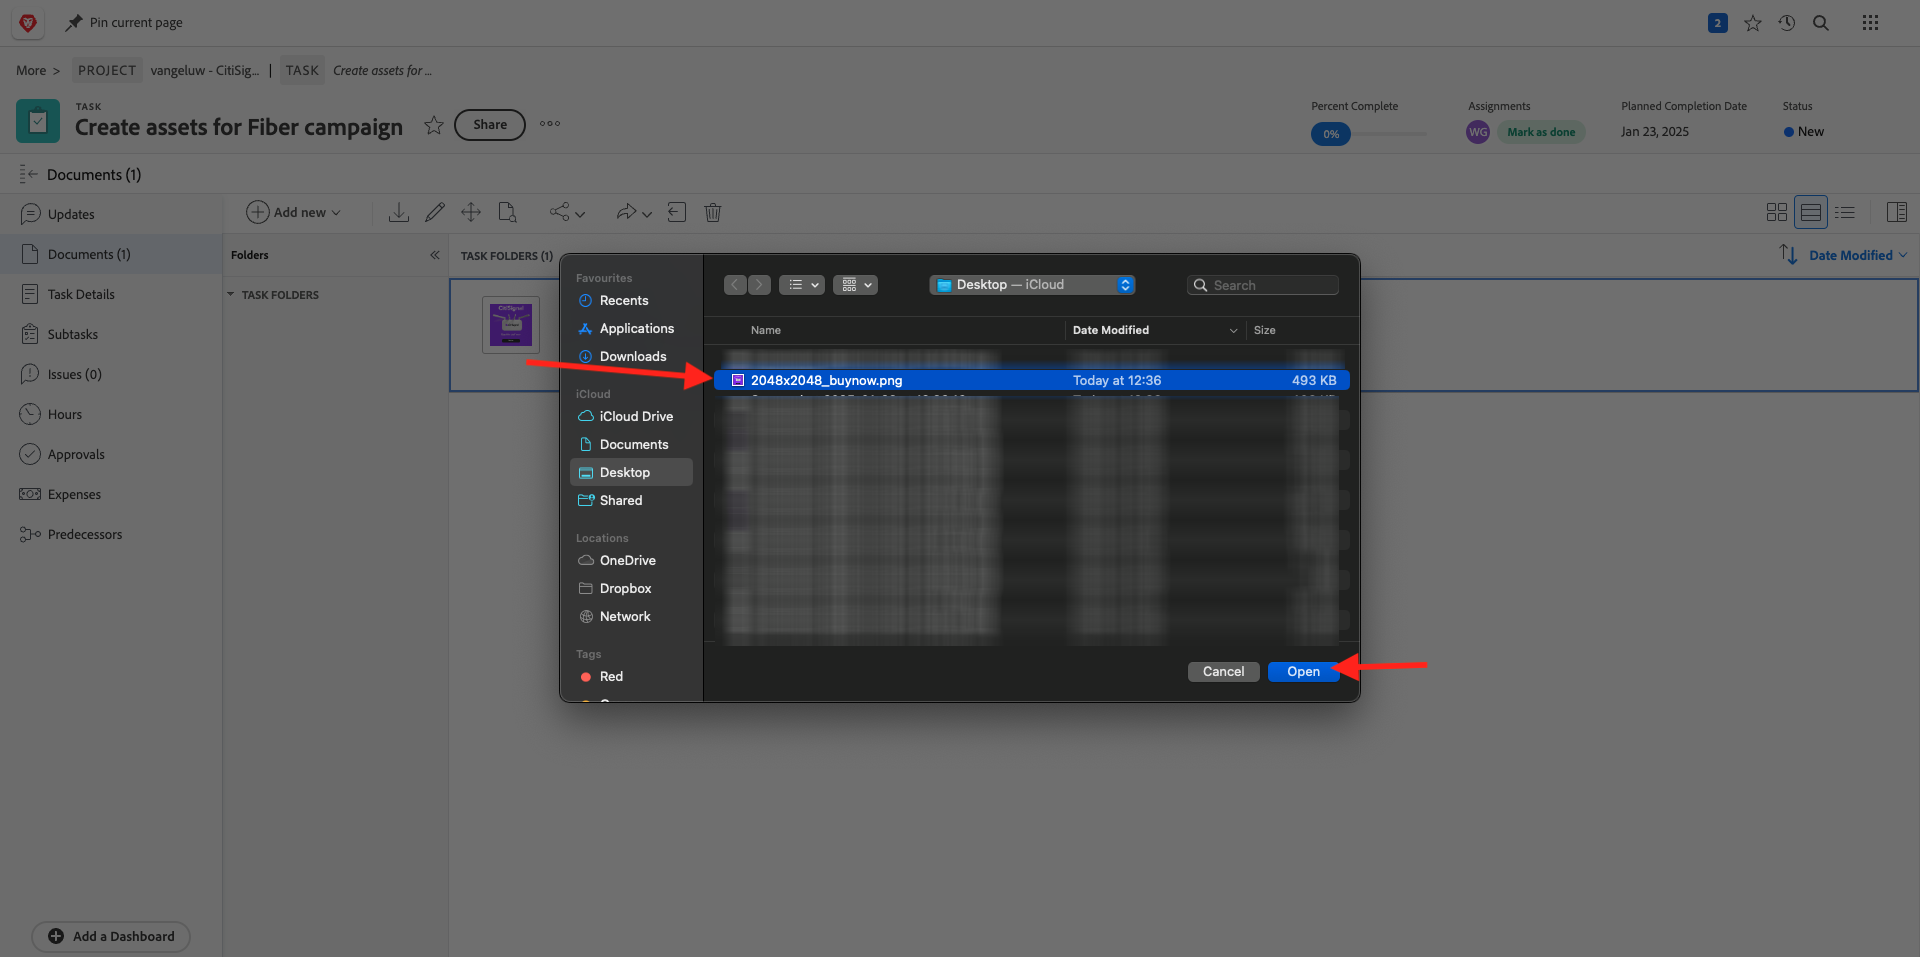 Pin current page
2
More >
PROJECT
vangeluw - CitiSig...
|
TASK
Create assets for ...
TASK
Create assets for Fiber campaign
Share
Percent Complete
0%
Assignments
WG
Mark as done
Planned Completion Date
Jan 23, 2025
Status
New
Documents (1)
Updates
Documents (1)
Task Details
Subtasks
Issues (0)
Hours
Approvals
Expenses
Predecessors
Add a Dashboard
Add new
Folders
TASK FOLDERS
TASK FOLDERS (1)
Date Modified
Favourites
Recents
Applications
Downloads
iCloud
iCloud Drive
Documents
Desktop
Shared
Locations
OneDrive
Dropbox
Network
Tags
Red
Desktop — iCloud
Search
Name
Date Modified
Size
2048x2048_buynow.png
Today at 12:36
493 KB
Cancel
Open